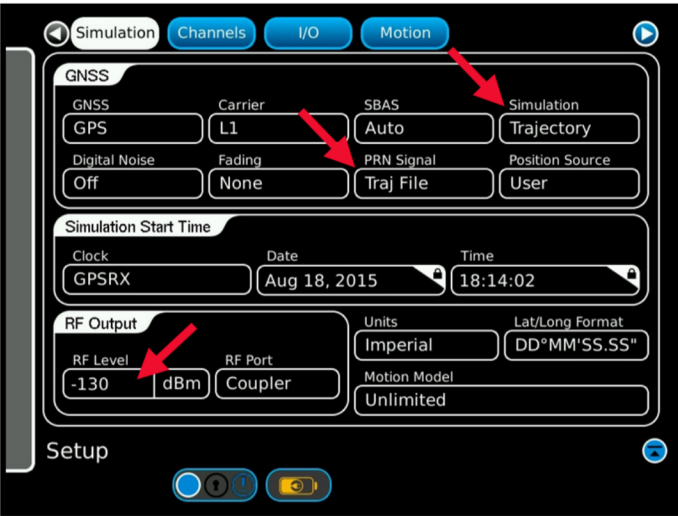 Simulation Channels I/O Motion
GNSS
GNSS Carrier SBAS Simulation
GPS L1 Auto Trajectory
Digital Noise Fading PRN Signal Position Source
Off None Traj File User
Simulation Start Time
Clock Date Time
GPSRX Aug 18, 2015 18:14:02
RF Output
Units Lat/Long Format
Imperial DD°MM'SS.SS"
RF Level RF Port
-130 dBm Coupler
Motion Model
Unlimited
Setup